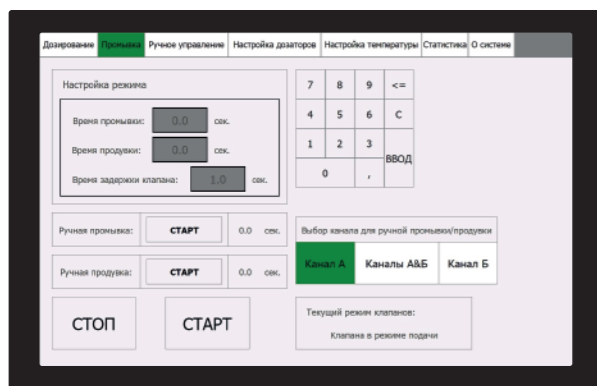 Дозирование Промывка Ручное управление Настройка дозаторов Настройка температуры Статистика О системе
Настройка режима
Время промывки: 0.0 сек.
Время продувки: 0.0 сек.
Время задержки клапана: 1.0 сек.
7 8 9 <=
4 5 6 C
1 2 3
ВВОД
0 ,
Ручная промывка: СТАРТ 0.0 сек.
Ручная продувка: СТАРТ 0.0 сек.
Выбор канала для ручной промывки/продувки
Канал А Каналы А&Б Канал Б
СТОП СТАРТ
Текущий режим клапанов:
Клапана в режиме подачи